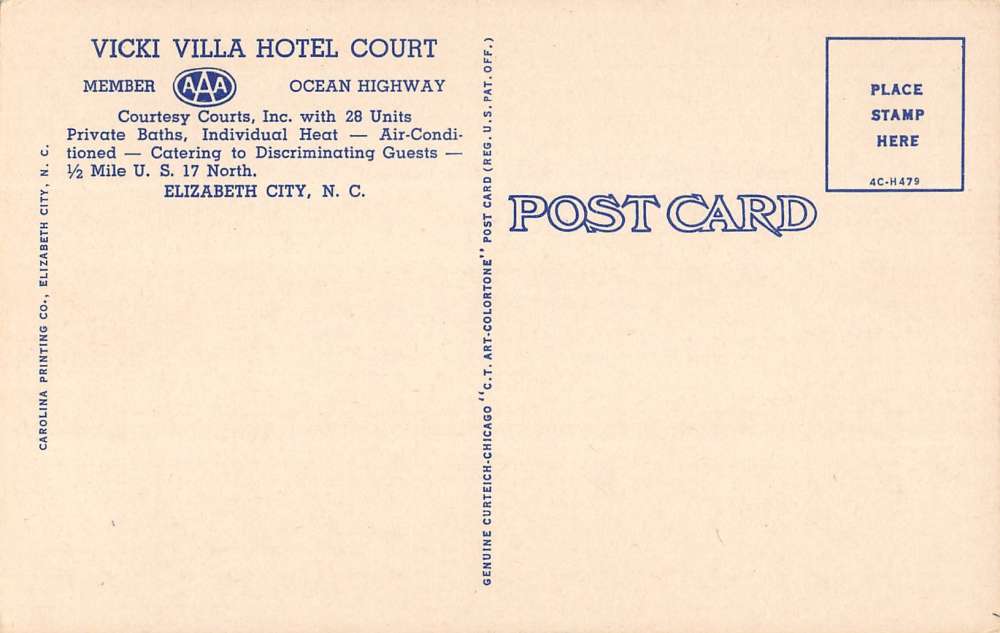 VICKI VILLA HOTEL COURT
MEMBER AAA OCEAN HIGHWAY
Courtesy Courts, Inc. with 28 Units
Private Baths, Individual Heat — Air-Condi-
tioned — Catering to Discriminating Guests —
½ Mile U. S. 17 North.
ELIZABETH CITY, N. C.
CAROLINA PRINTING CO., ELIZABETH CITY, N. C.
GENUINE CURTEICH-CHICAGO "C.T. ART-COLORTONE" POST CARD (REG. U.S. PAT. OFF.)
POST CARD
PLACE
STAMP
HERE
4C-H479